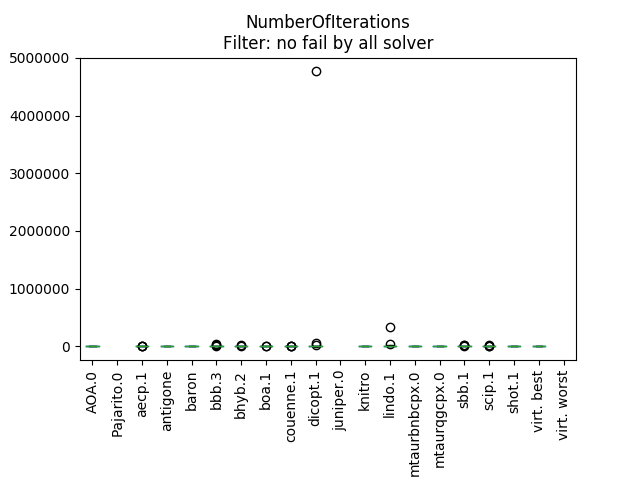 NumberOfIterations
Filter: no fail by all solver
5000000
4000000
3000000
2000000
1000000
0
AOA.0
Pajarito.0
aecp.1
antigone
baron
bbb.3
bhyb.2
boa.1
couenne.1
dicopt.1
juniper.0
knitro
lindo.1
mtaurbnbcpx.0
mtaurqgcpx.0
sbb.1
scip.1
shot.1
virt. best
virt. worst